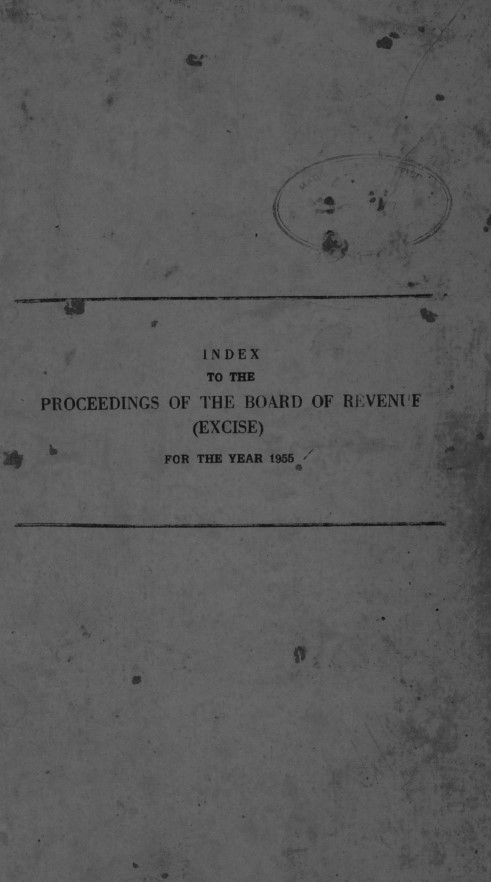 INDEX
TO THE
PROCEEDINGS OF THE BOARD OF REVENUE
(EXCISE)
FOR THE YEAR 1955